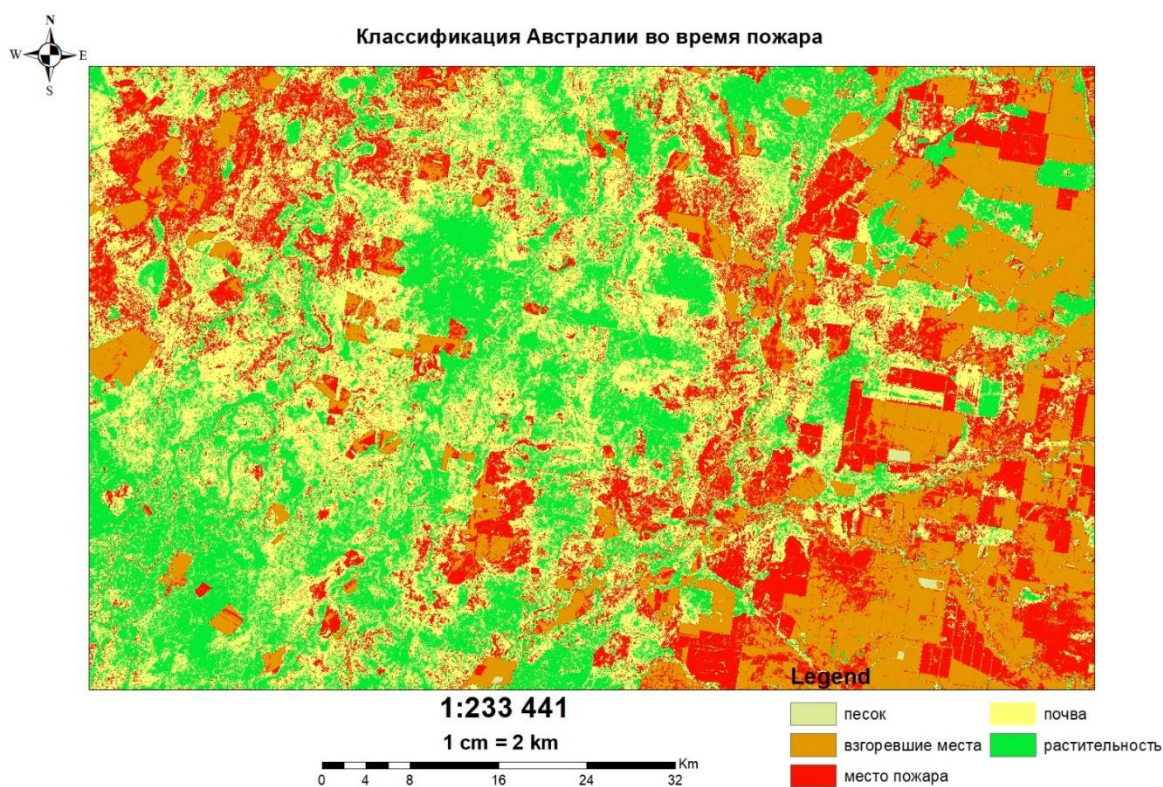 N
W E
S
Классификация Австралии во время пожара
Legend
1:233 441
1 cm = 2 km
Km
0 4 8 16 24 32
песок
почва
взгоревшие места
растительность
место пожара